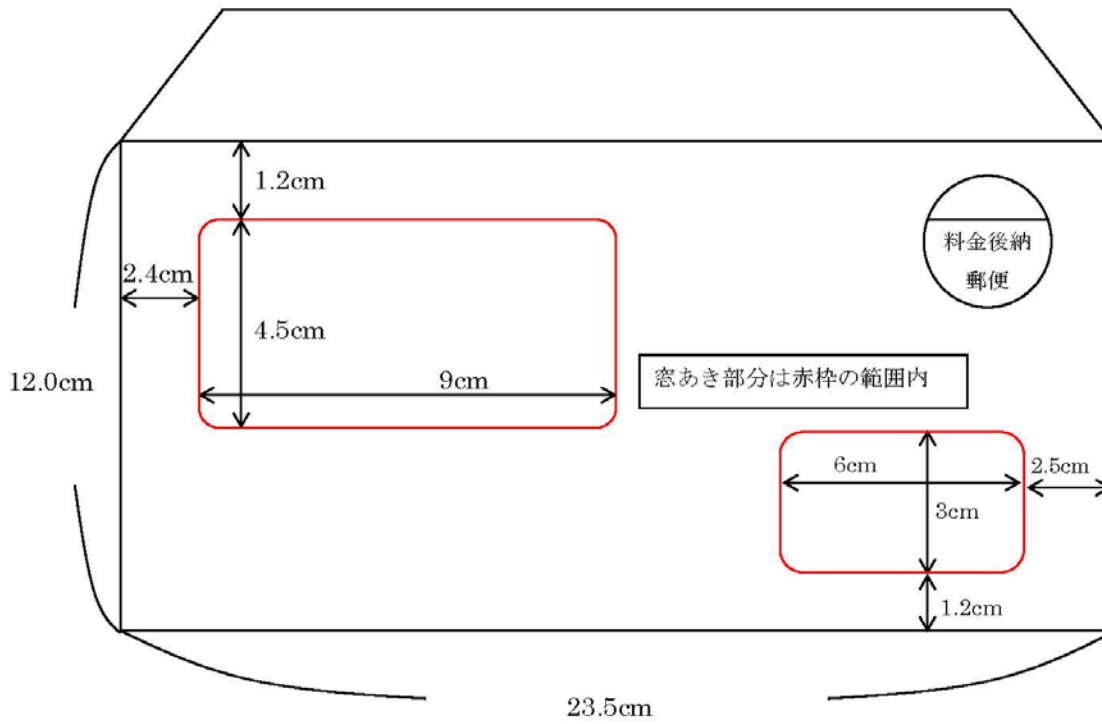 1.2cm
料金後納
郵便
2.4cm
4.5cm
12.0cm
9cm
窓あき部分は赤枠の範囲内
6cm
2.5cm
3cm
1.2cm
23.5cm